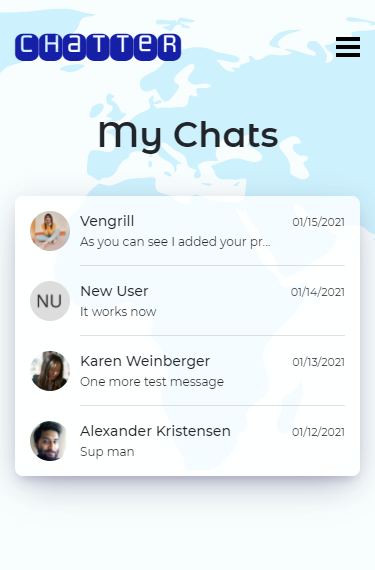 CHATTER
My Chats
Vengrill 01/15/2021
As you can see I added your pr...
NU
New User 01/14/2021
It works now
Karen Weinberger 01/13/2021
One more test message
Alexander Kristensen 01/12/2021
Sup man